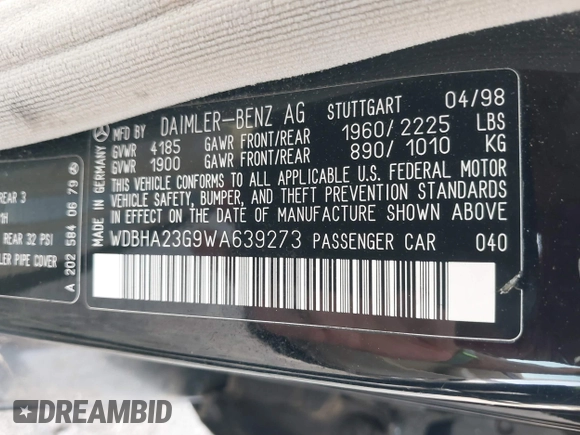 MFD BY DAIMLER-BENZ AG STUTTGART 04/98
GVWR 4185 GAWR FRONT/REAR 1960/2225 LBS
GVWR 1900 GAWR FRONT/REAR 890/1010 KG
THIS VEHICLE CONFORMS TO ALL APPLICABLE U.S. FEDERAL MOTOR
VEHICLE SAFETY, BUMPER, AND THEFT PREVENTION STANDARDS
IN EFFECT ON THE DATE OF MANUFACTURE SHOWN ABOVE.
WDBHA23G9WA639273 PASSENGER CAR 040
MADE IN GERMANY
A 202 584 06 79
REAR 3
REAR 32 PSI
PIPE COVER
DREAMBID